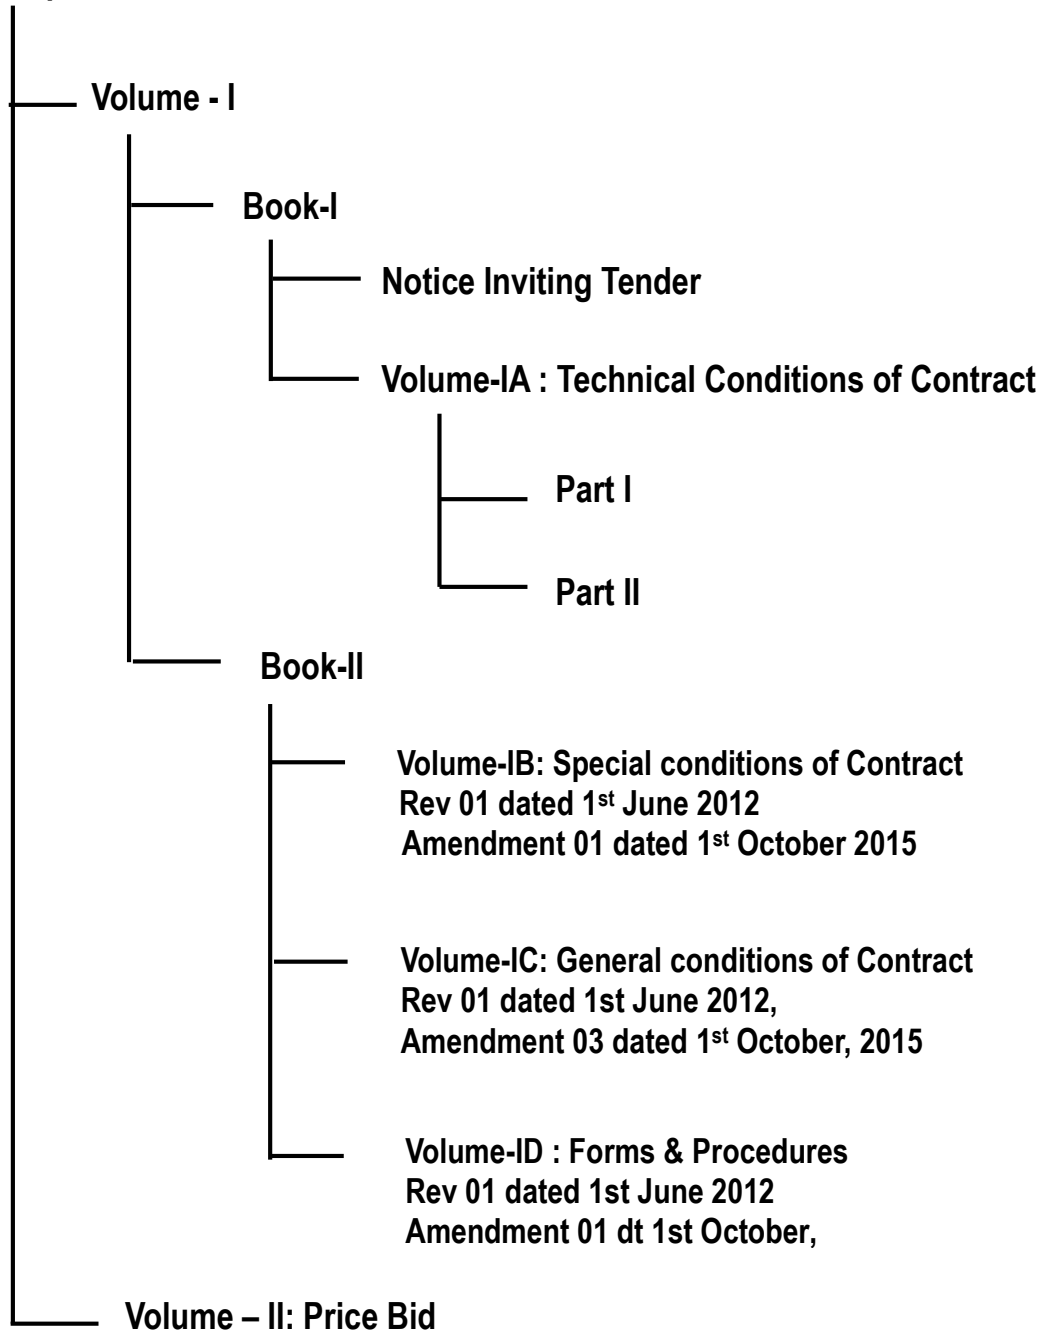 Volume - I
Book-I
Notice Inviting Tender
Volume-IA : Technical Conditions of Contract
Part I
Part II
Book-II
Volume-IB: Special conditions of Contract
Rev 01 dated 1st June 2012
Amendment 01 dated 1st October 2015
Volume-IC: General conditions of Contract
Rev 01 dated 1st June 2012,
Amendment 03 dated 1st October, 2015
Volume-ID : Forms & Procedures
Rev 01 dated 1st June 2012
Amendment 01 dt 1st October,
Volume – II: Price Bid